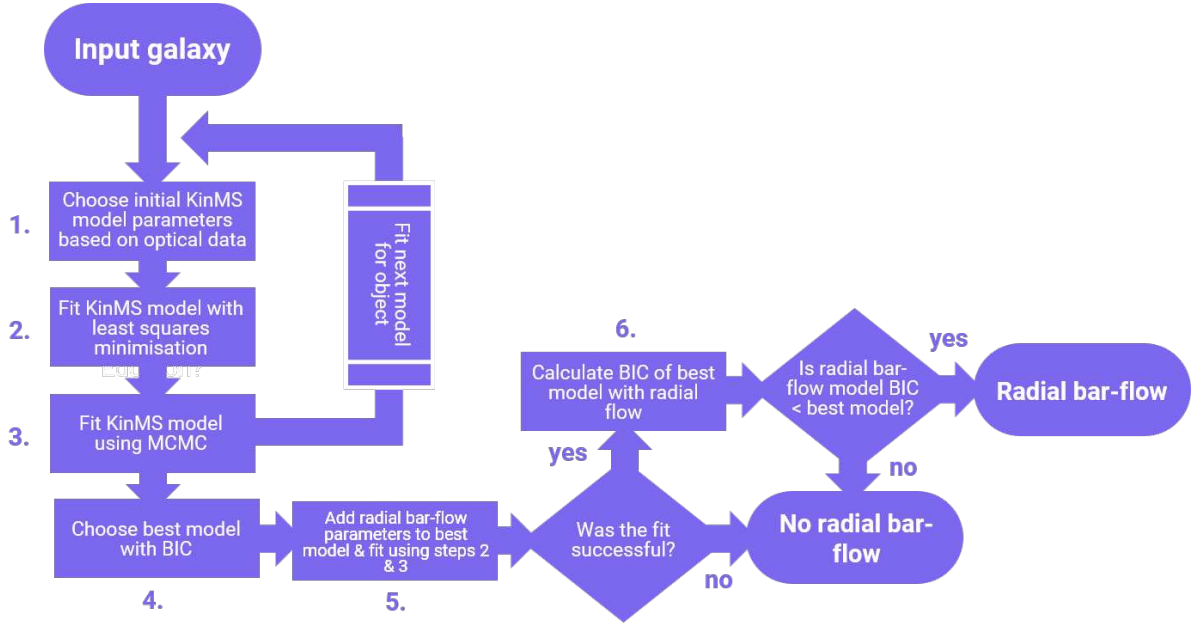 Input galaxy
1.
Choose initial KinMS
model parameters
based on optical data
2.
Fit KinMS model with
least squares
minimisation
3.
Fit KinMS model
using MCMC
Fit next model
for object
Choose best model
with BIC
4.
Add radial bar-flow
parameters to best
model & fit using steps 2
& 3
5.
Was the fit
successful?
yes
no
6.
Calculate BIC of best
model with radial
flow
Is radial bar-
flow model BIC
< best model?
yes
no
Radial bar-flow
No radial bar-
flow